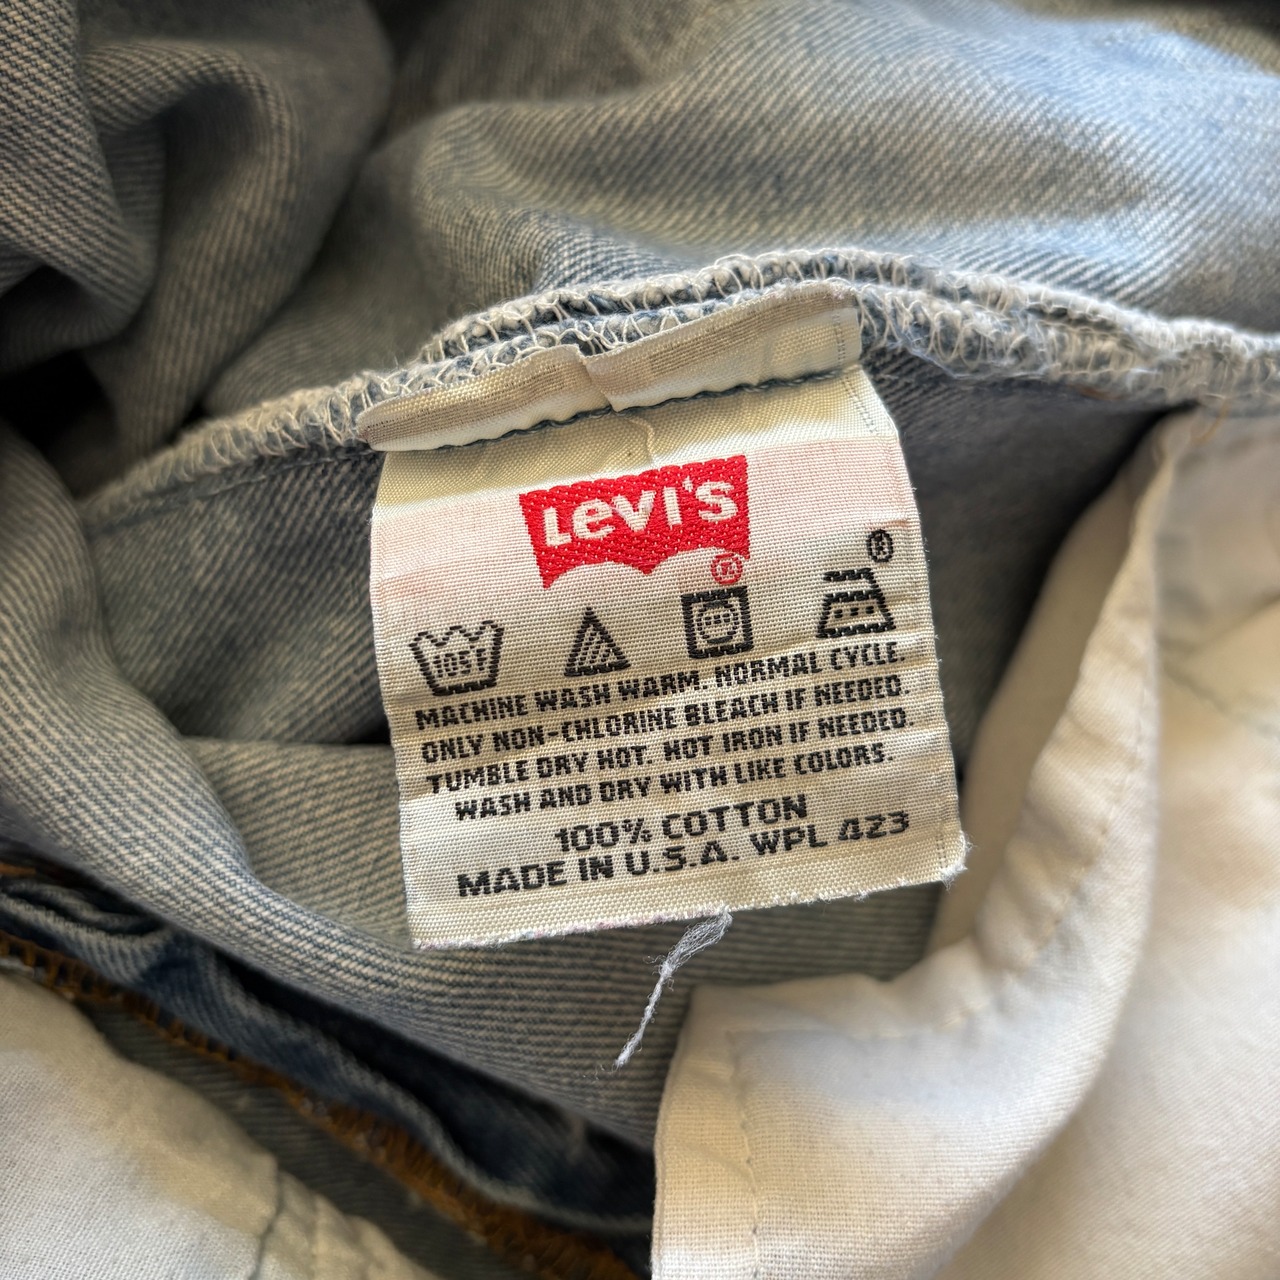 Levi's
®
®
105F
MACHINE WASH WARM. NORMAL CYCLE.
ONLY NON-CHLORINE BLEACH IF NEEDED.
TUMBLE DRY HOT. HOT IRON IF NEEDED.
WASH AND DRY WITH LIKE COLORS.
100% COTTON
MADE IN U.S.A. WPL 423